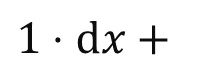 1 · dx +